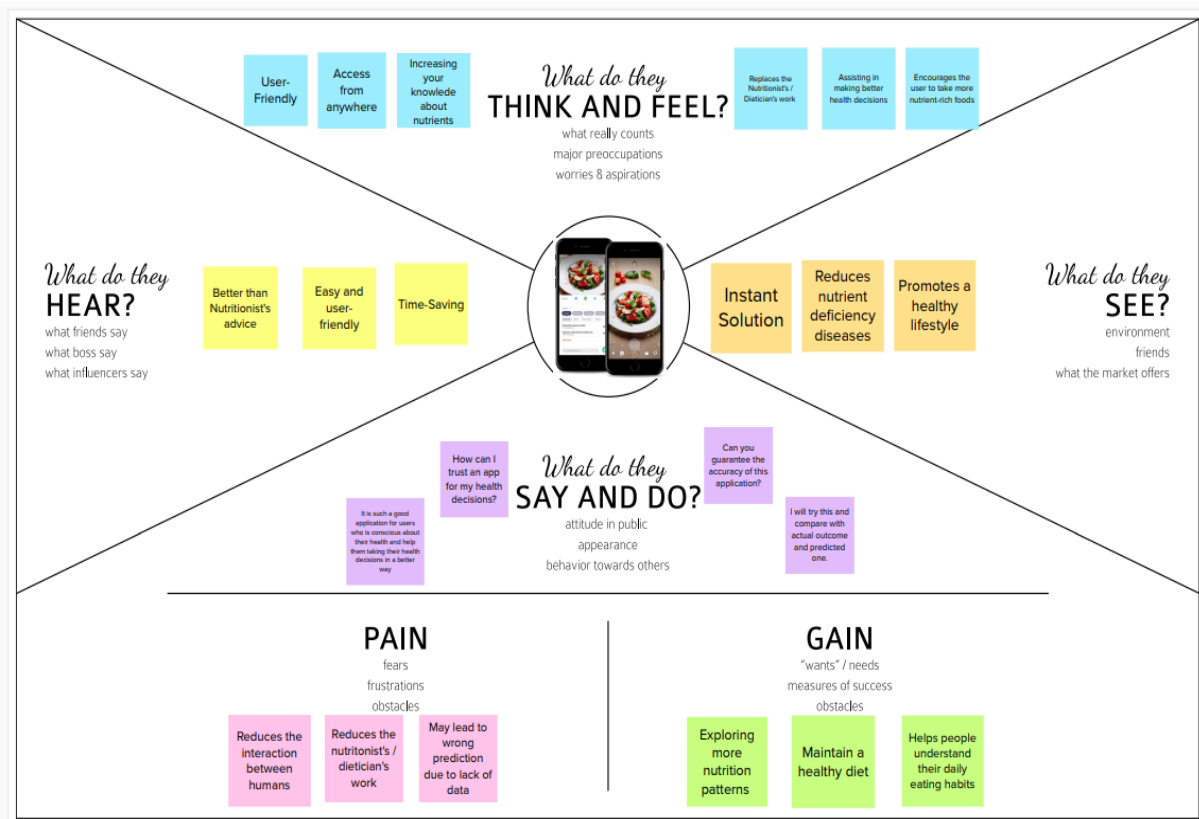 User-
Friendly
Access
from
anywhere
Increasing
your
knowlede
about
nutrients
What do they
THINK AND FEEL?
what really counts
major preoccupations
worries & aspirations
Replaces the
Nutritionist's /
Dietician's work
Assisting in
making better
health decisions
Encourages the
user to take more
nutrient-rich foods
What do they
HEAR?
what friends say
what boss say
what influencers say
Better than
Nutritionist's
advice
Easy and
user-
friendly
Time-Saving
Instant
Solution
Reduces
nutrient
deficiency
diseases
Promotes a
healthy
lifestyle
What do they
SEE?
environment
friends
what the market offers
It is such a good
application for users
who is conscious about
their health and help
them taking their health
decisions in a better
way
How can I
trust an app
for my health
decisions?
What do they
SAY AND DO?
attitude in public
appearance
behavior towards others
Can you
guarantee the
accuracy of this
application?
I will try this and
compare with
actual outcome
and predicted
one.
PAIN
fears
frustrations
obstacles
Reduces the
interaction
between
humans
Reduces the
nutritonist's /
dietician's
work
May lead to
wrong
prediction
due to lack of
data
GAIN
"wants" / needs
measures of success
obstacles
Exploring
more
nutrition
patterns
Maintain a
healthy diet
Helps people
understand
their daily
eating habits